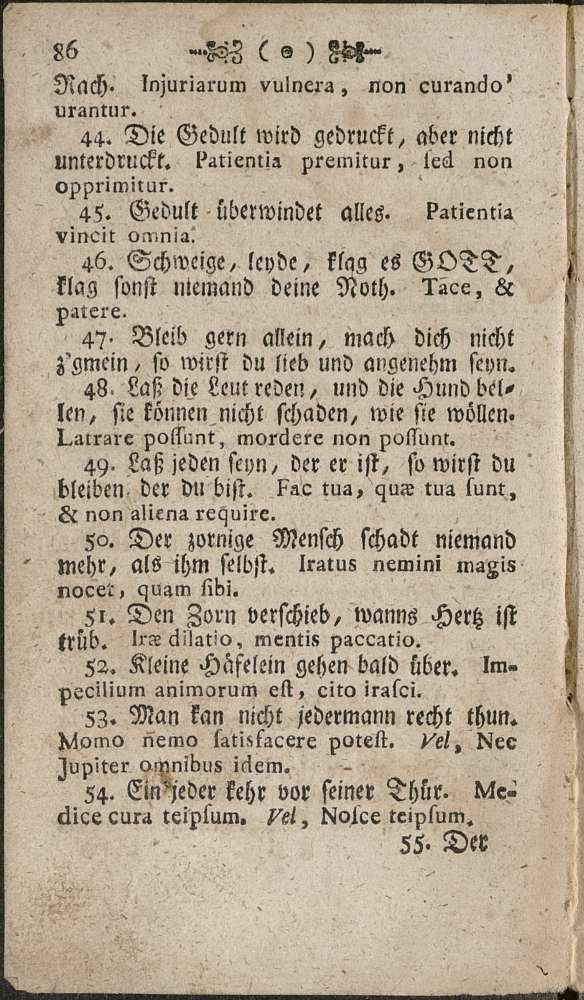 86 ( )
Rach. Injuriarum vulnera, non curando'
urantur.
44. Die Gedult wird gedruckt, aber nicht
unterdruckt. Patientia premitur, sed non
opprimitur.
45. Gedult überwindet alles. Patientia
vincit omnia.
46. Schweige, leyde, klag es GOTT,
klag sonst niemand deine Noth. Tace, &
patere.
47. Bleib gern allein, mach dich nicht
z'gmein, so wirst du lieb und angenehm seyn.
48. Laß die Leut reden, und die Hund bel-
len, sie können nicht schaden, wie sie wöllen.
Latrare possunt, mordere non possunt.
49. Laß jeden seyn, der er ist, so wirst du
bleiben der du bist. Fac tua, quæ tua sunt,
& non aliena require.
50. Der zornige Mensch schadt niemand
mehr, als ihm selbst. Iratus nemini magis
nocet, quam sibi.
51. Den Zorn verschieb, wanns Hertz ist
trüb. Iræ dilatio, mentis paccatio.
52. Kleine Häfelein gehen bald über. Im-
pecilium animorum est, cito irasci.
53. Man kan nicht jedermann recht thun.
Momo nemo satisfacere potest. Vel, Nec
Jupiter omnibus idem.
54. Ein jeder kehr vor seiner Thür. Me-
dice cura teipsum. Vel, Nosce teipsum.
55. Der